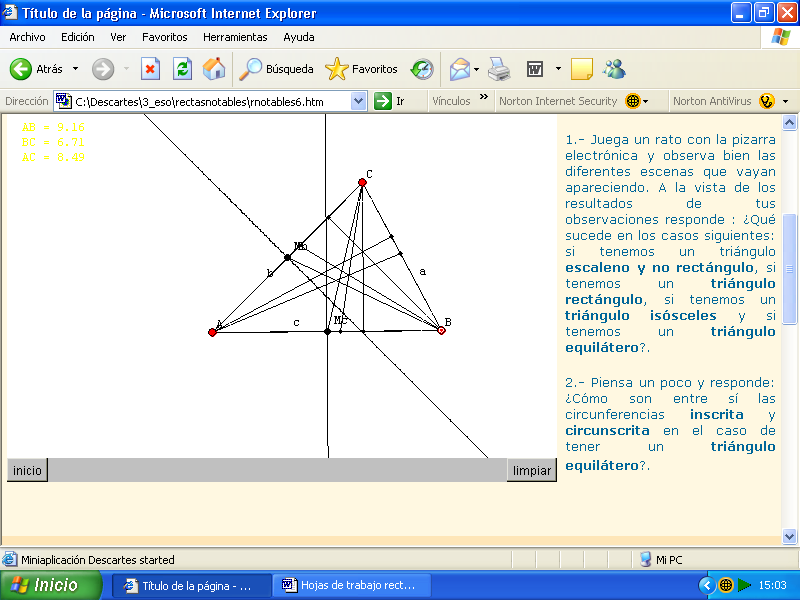 Título de la página - Microsoft Internet Explorer
Archivo Edición Ver Favoritos Herramientas Ayuda
Atrás Búsqueda Favoritos
Dirección C:\Descartes\3_eso\rectasnotables\rnotables6.htm Ir Vínculos » Norton Internet Security Norton AntiVirus
AB = 9.16
BC = 6.71
AC = 8.49
C
Mb
b
a
A
c
Mc
B
inicio
limpiar
1.- Juega un rato con la pizarra
electrónica y observa bien las
diferentes escenas que vayan
apareciendo. A la vista de los
resultados de tus
observaciones responde : ¿Qué
sucede en los casos siguientes:
si tenemos un triángulo
escaleno y no rectángulo, si
tenemos un triángulo
rectángulo, si tenemos un
triángulo isósceles y si
tenemos un triángulo
equilátero?.
2.- Piensa un poco y responde:
¿Cómo son entre sí las
circunferencias inscrita y
circunscrita en el caso de
tener un triángulo
equilátero?.
Miniaplicación Descartes started
Mi PC
Inicio
Título de la página - ...
Hojas de trabajo rect...
15:03